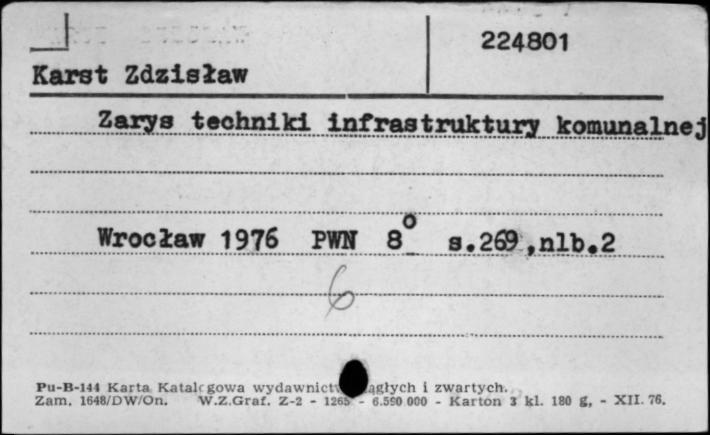 224801
Karst Zdzisław
Zarys techniki infrastruktury komunalnej
Wrocław 1976 PWN 8° s.269,nlb.2
6
Pu-B-144 Karta Katalogowa ciągłych i zwartych.
Zam. 1648/DW/On. W.Z.Graf. Z-2 - 1265 - 6.590 000 - Karton 3 kl. 180 g, - XII. 76.